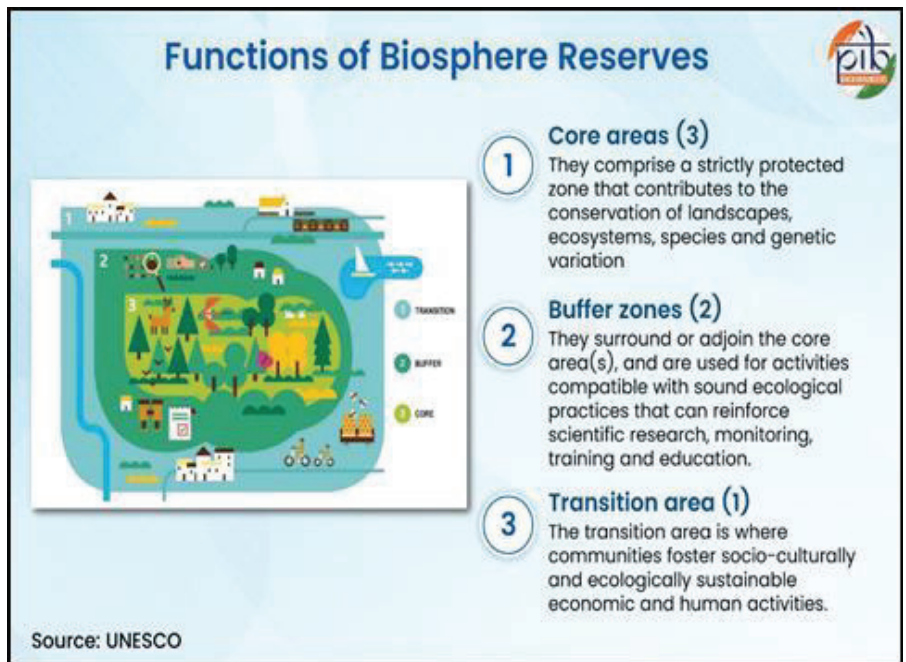 Functions of Biosphere Reserves
pib
1
2
3
1 TRANSITION
2 BUFFER
3 CORE
1
Core areas (3)
They comprise a strictly protected
zone that contributes to the
conservation of landscapes,
ecosystems, species and genetic
variation
2
Buffer zones (2)
They surround or adjoin the core
area(s), and are used for activities
compatible with sound ecological
practices that can reinforce
scientific research, monitoring,
training and education.
3
Transition area (1)
The transition area is where
communities foster socio-culturally
and ecologically sustainable
economic and human activities.
Source: UNESCO